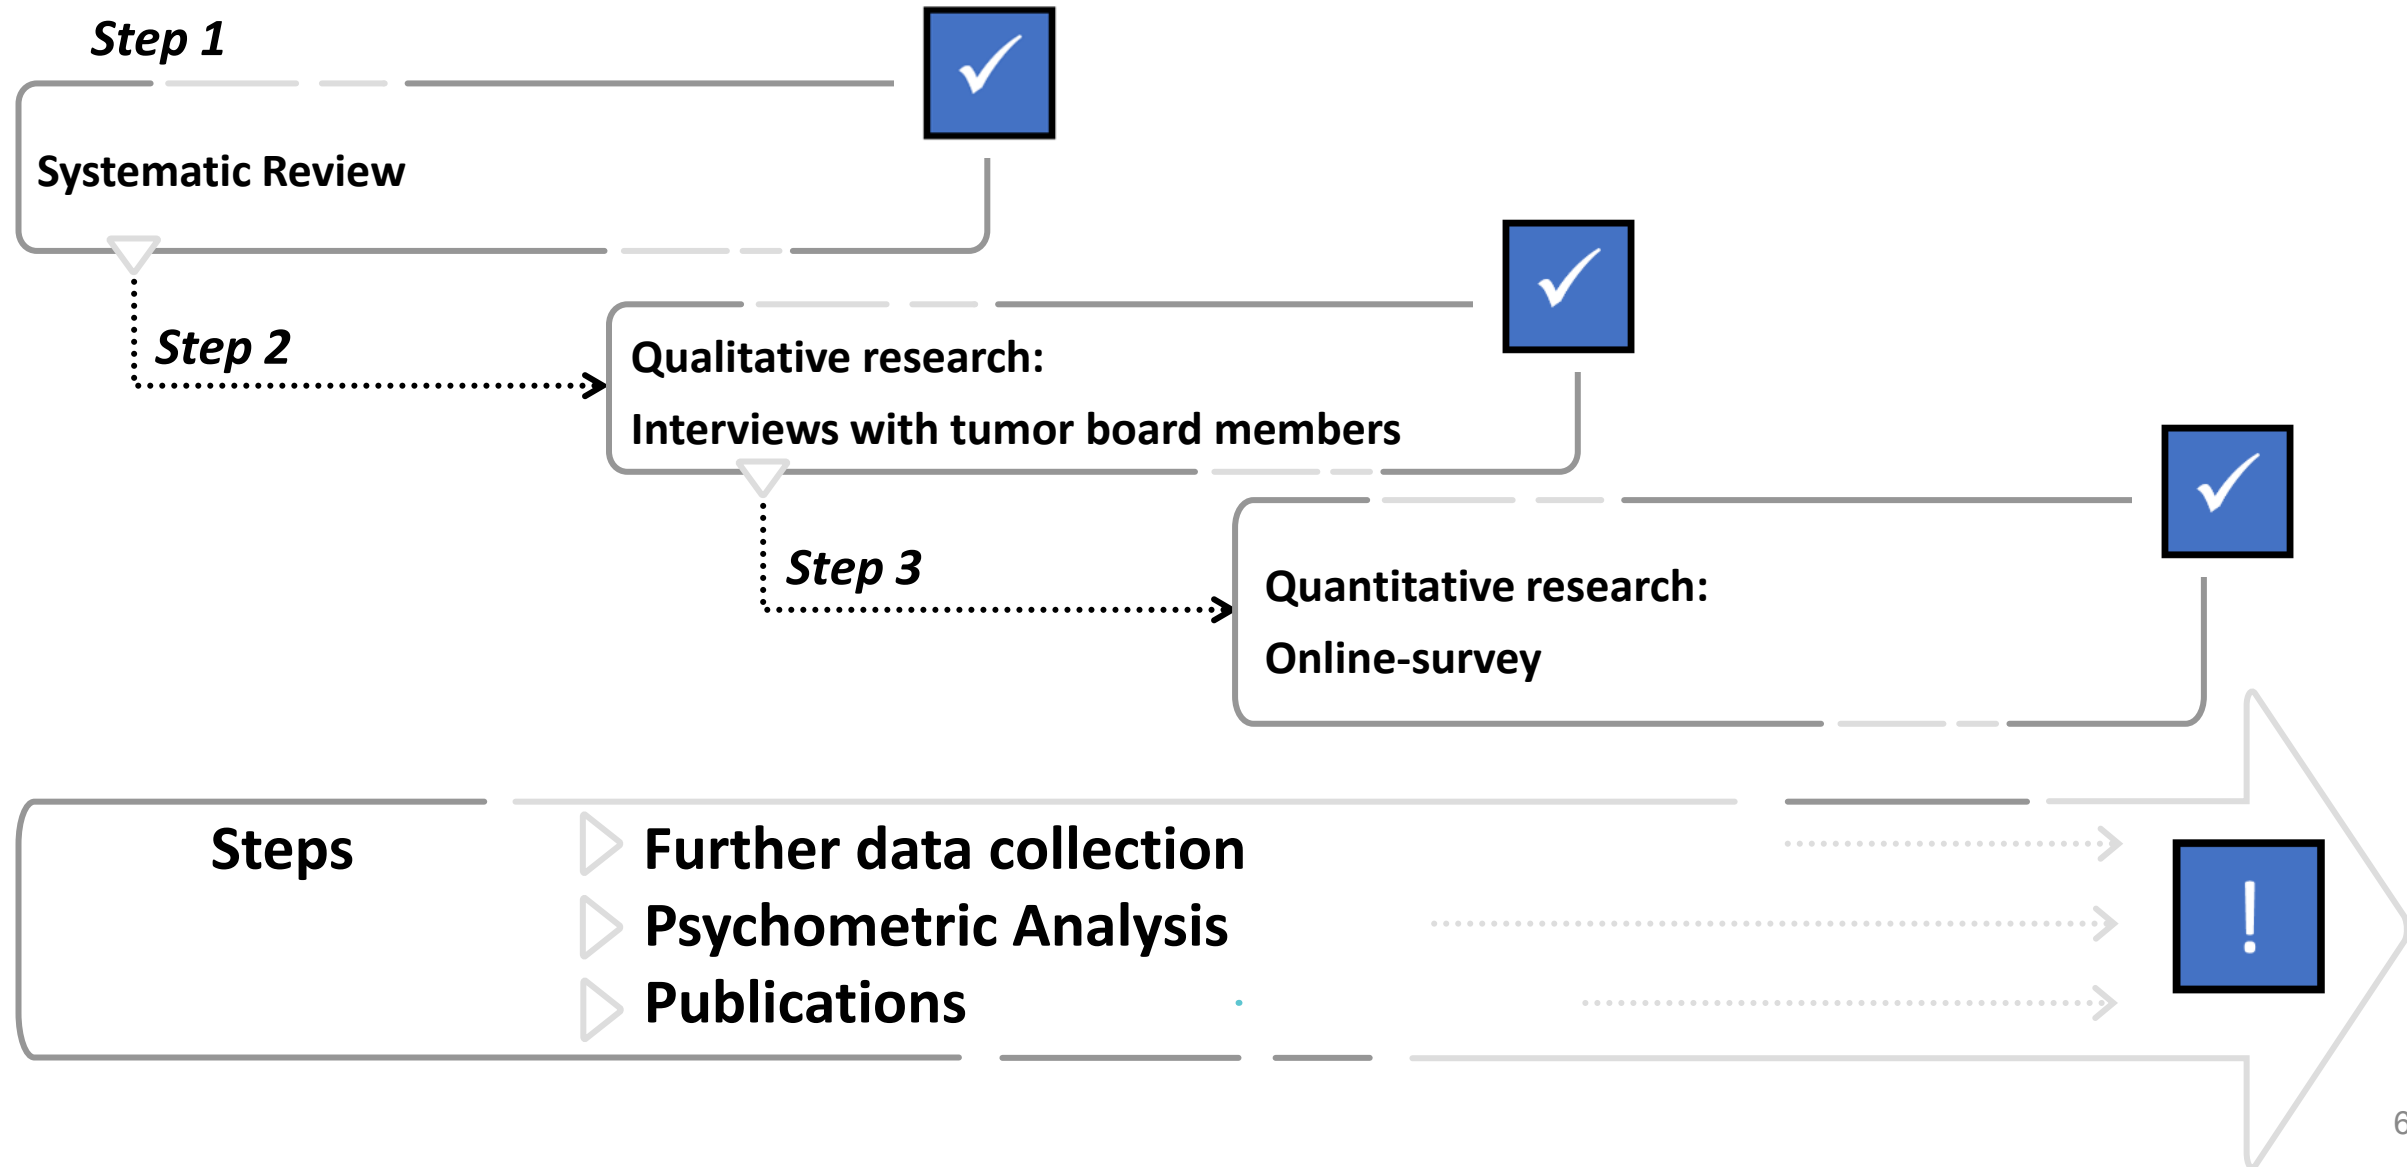 Step 1
Systematic Review
Step 2
Qualitative research:
Interviews with tumor board members
Step 3
Quantitative research:
Online-survey
Steps
Further data collection
Psychometric Analysis
Publications
!
6